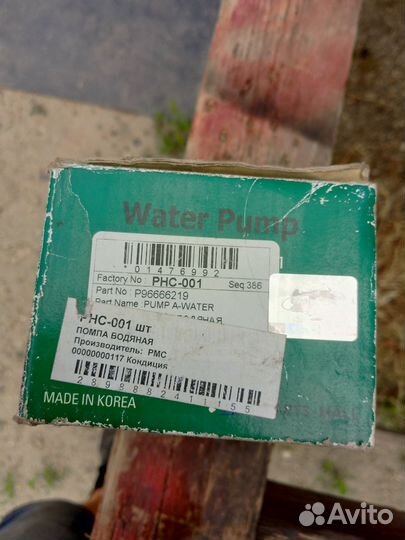 Water Pump
01476992
Factory No PHC-001 Seq 386
Part No P96666219
Part Name :PUMP A-WATER
PHC-001 шт
ПОМПА ВОДЯНАЯ
Производитель: PMC
00000000117 Кондиция
2898882411155
MADE IN KOREA
Avito